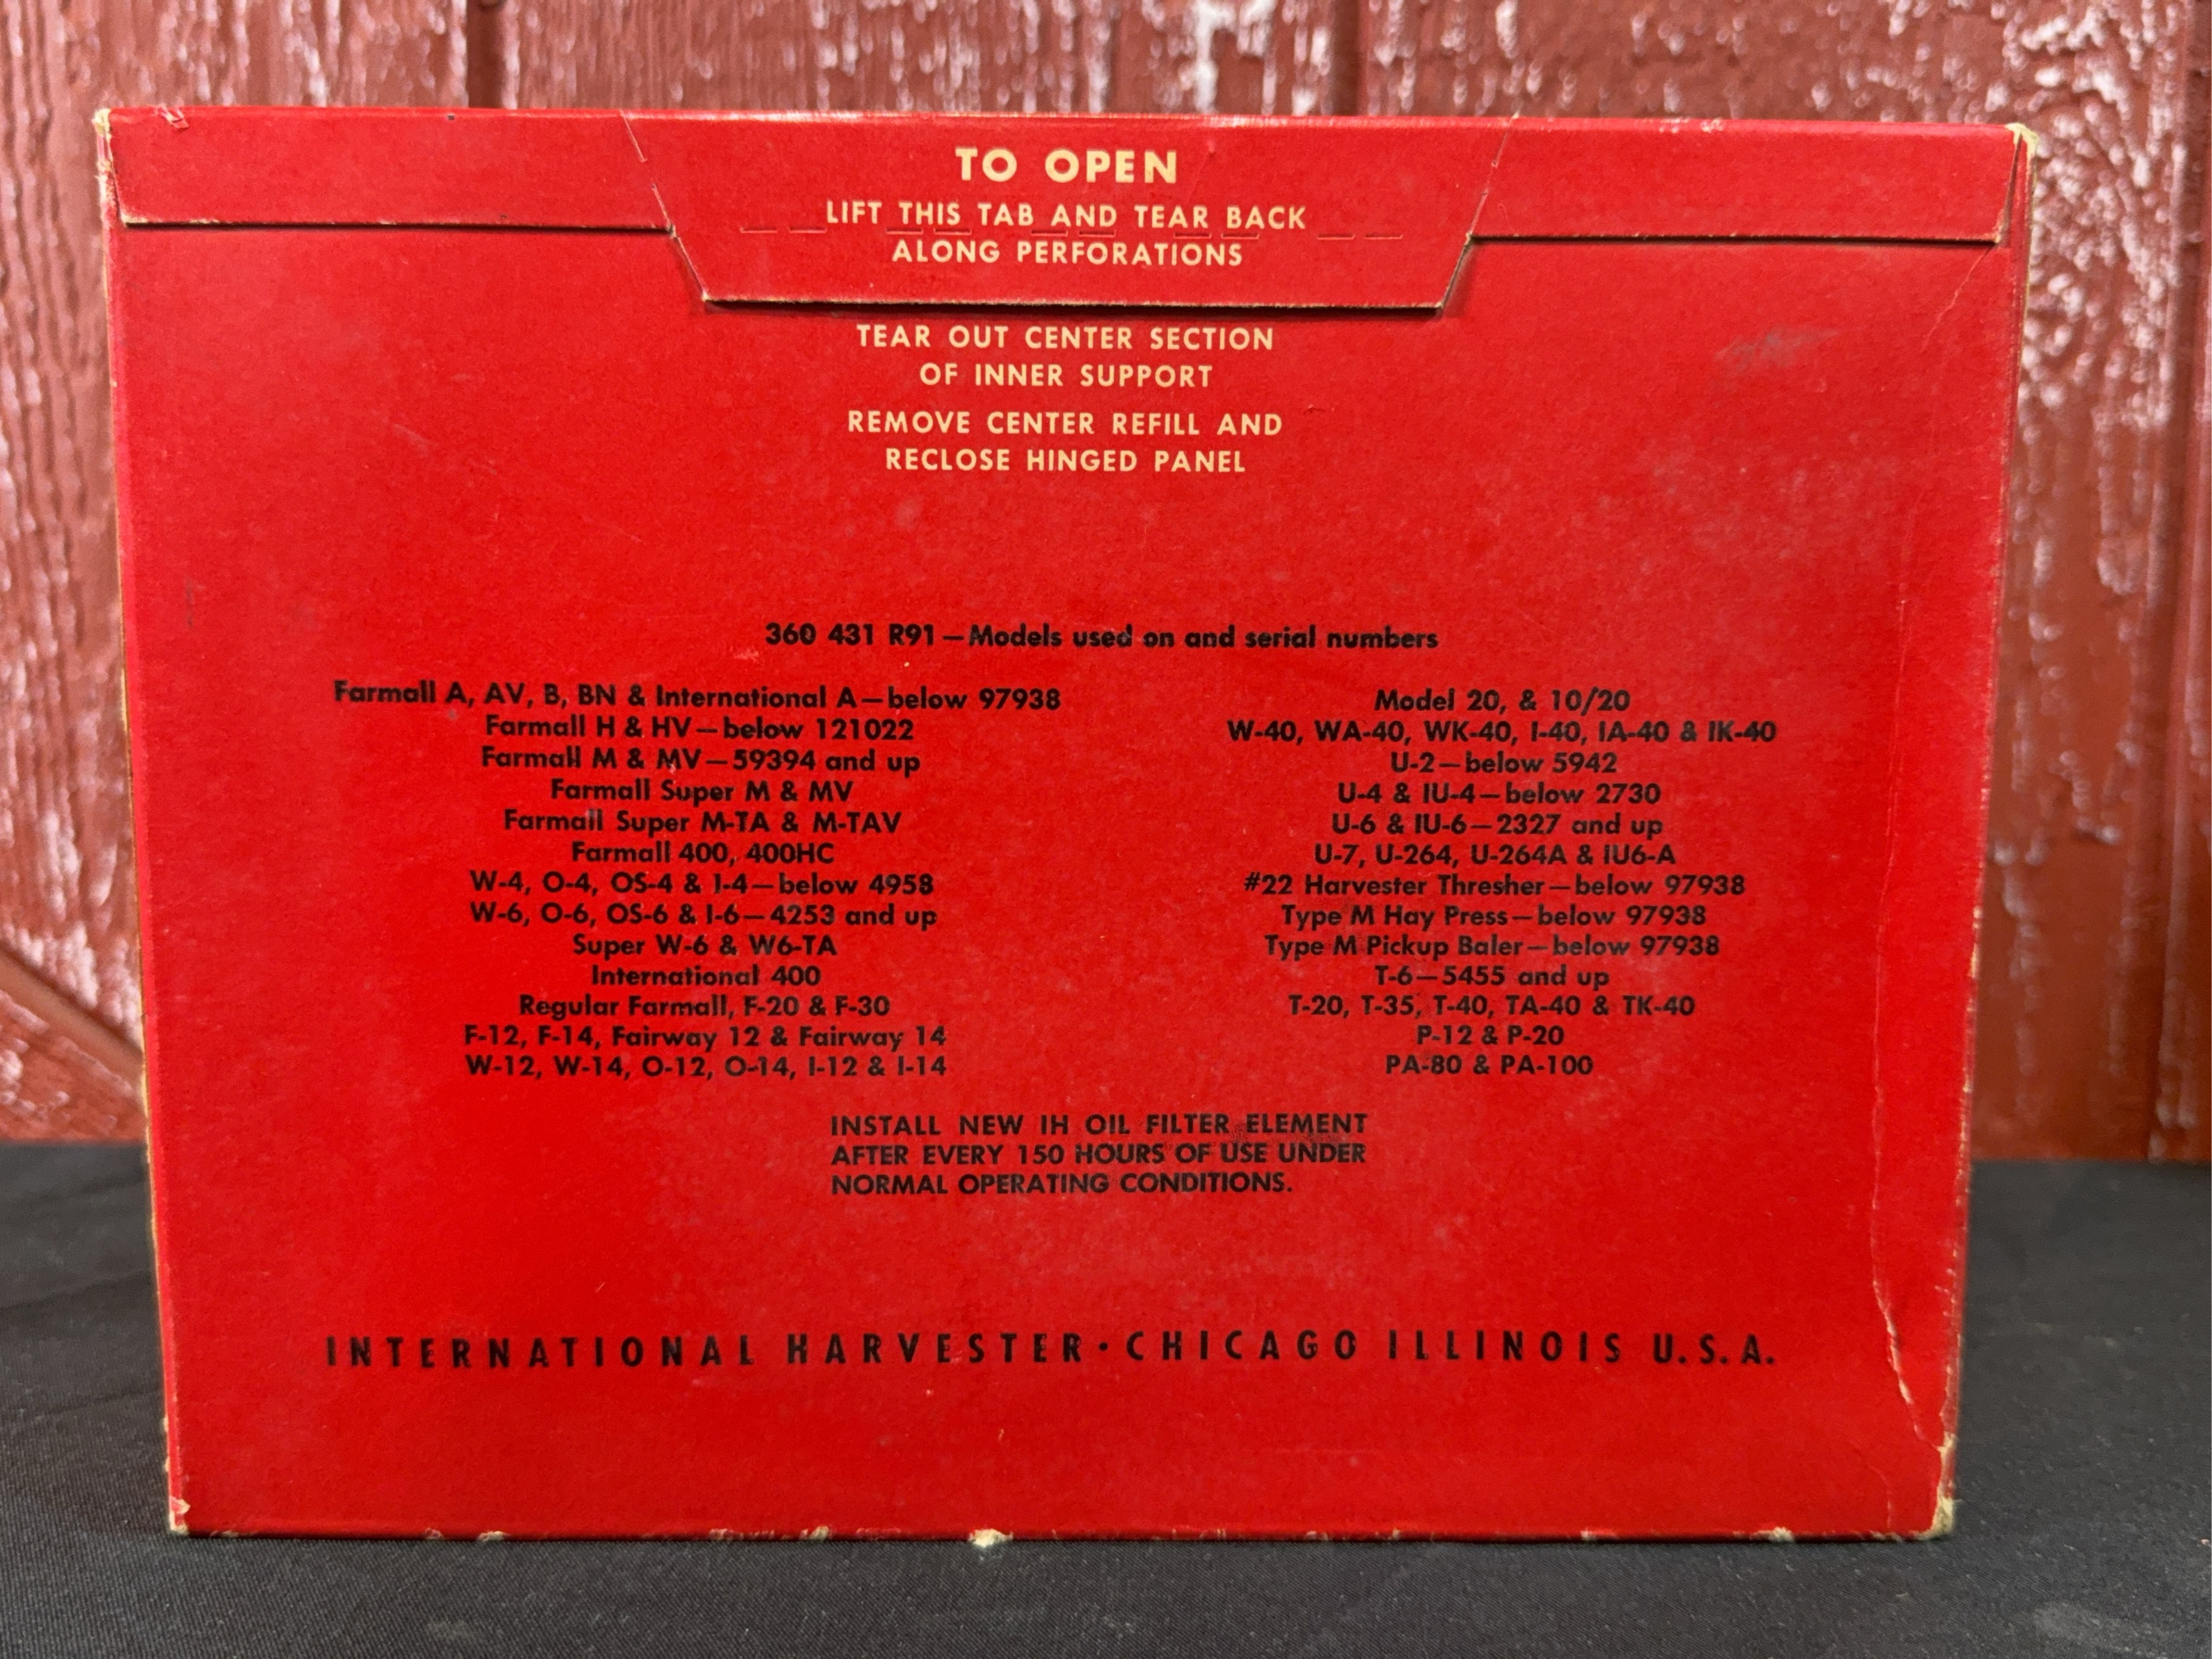 TO OPEN
LIFT THIS TAB AND TEAR BACK
ALONG PERFORATIONS
TEAR OUT CENTER SECTION
OF INNER SUPPORT
REMOVE CENTER REFILL AND
RECLOSE HINGED PANEL
360 431 R91—Models used on and serial numbers
Farmall A, AV, B, BN & International A—below 97938
Farmall H & HV—below 121022
Farmall M & MV—59394 and up
Farmall Super M & MV
Farmall Super M-TA & M-TAV
Farmall 400, 400HC
W-4, O-4, OS-4 & I-4—below 4958
W-6, O-6, OS-6 & I-6—4253 and up
Super W-6 & W6-TA
International 400
Regular Farmall, F-20 & F-30
F-12, F-14, Fairway 12 & Fairway 14
W-12, W-14, O-12, O-14, I-12 & I-14
Model 20, & 10/20
W-40, WA-40, WK-40, I-40, IA-40 & IK-40
U-2—below 5942
U-4 & IU-4—below 2730
U-6 & IU-6—2327 and up
U-7, U-264, U-264A & IU6-A
#22 Harvester Thresher—below 97938
Type M Hay Press—below 97938
Type M Pickup Baler—below 97938
T-6—5455 and up
T-20, T-35, T-40, TA-40 & TK-40
P-12 & P-20
PA-80 & PA-100
INSTALL NEW IH OIL FILTER ELEMENT
AFTER EVERY 150 HOURS OF USE UNDER
NORMAL OPERATING CONDITIONS.
INTERNATIONAL HARVESTER·CHICAGO ILLINOIS U.S.A.